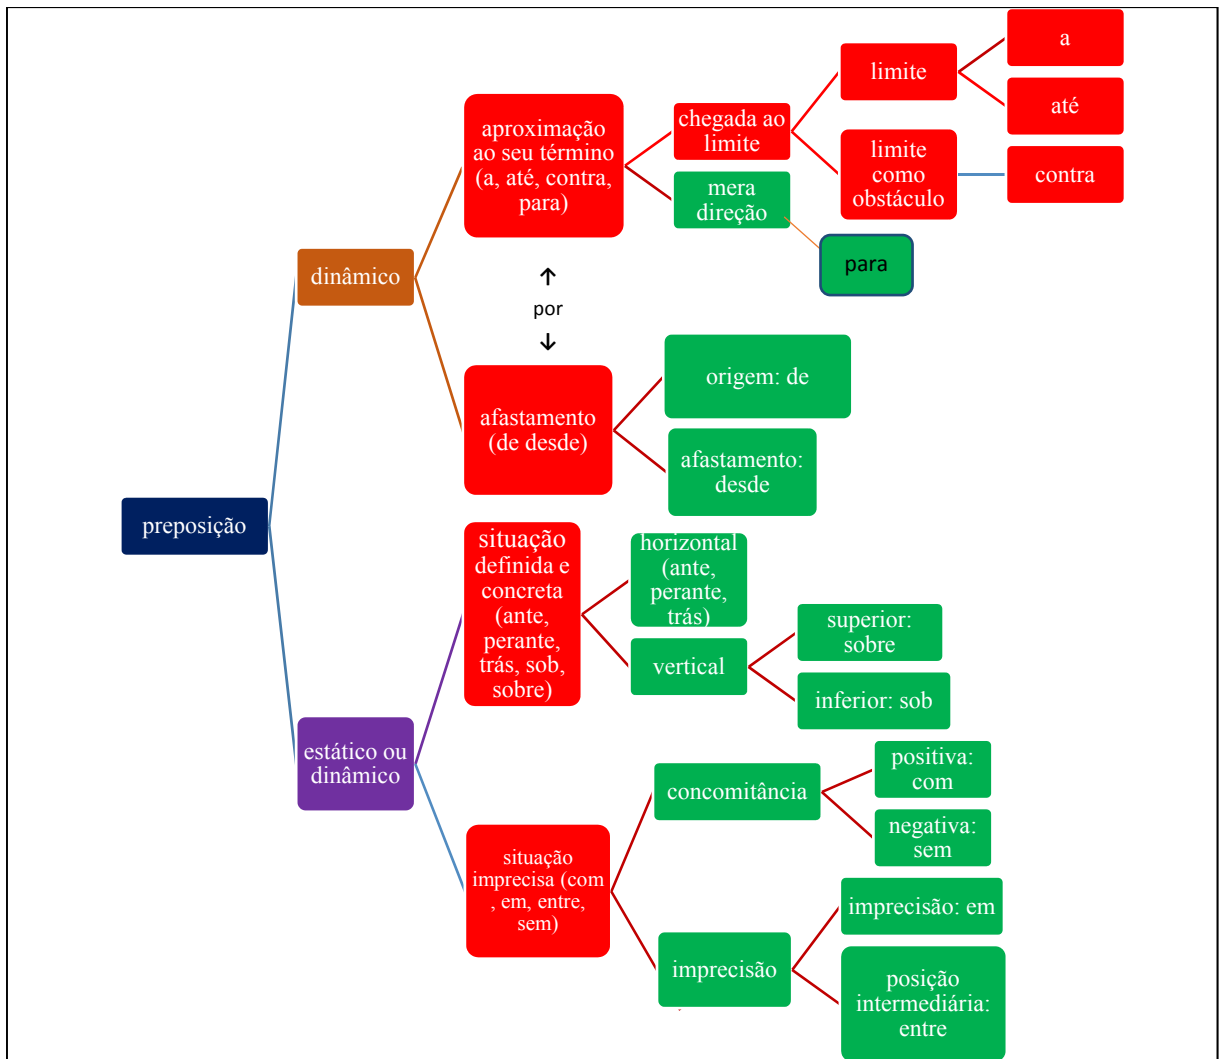 a
limite
até
aproximação
ao seu término
(a, até, contra,
para)
chegada ao
limite
limite
como
obstáculo
contra
mera
direção
para
dinâmico
↑
por
↓
origem: de
afastamento
(de desde)
afastamento:
desde
preposição
situação
definida e
concreta
(ante,
perante,
trás, sob,
sobre)
horizontal
(ante,
perante,
trás)
superior:
sobre
vertical
inferior: sob
estático ou
dinâmico
positiva:
com
concomitância
negativa:
sem
situação
imprecisa (com
, em, entre,
sem)
imprecisão: em
imprecisão
posição
intermediária:
entre